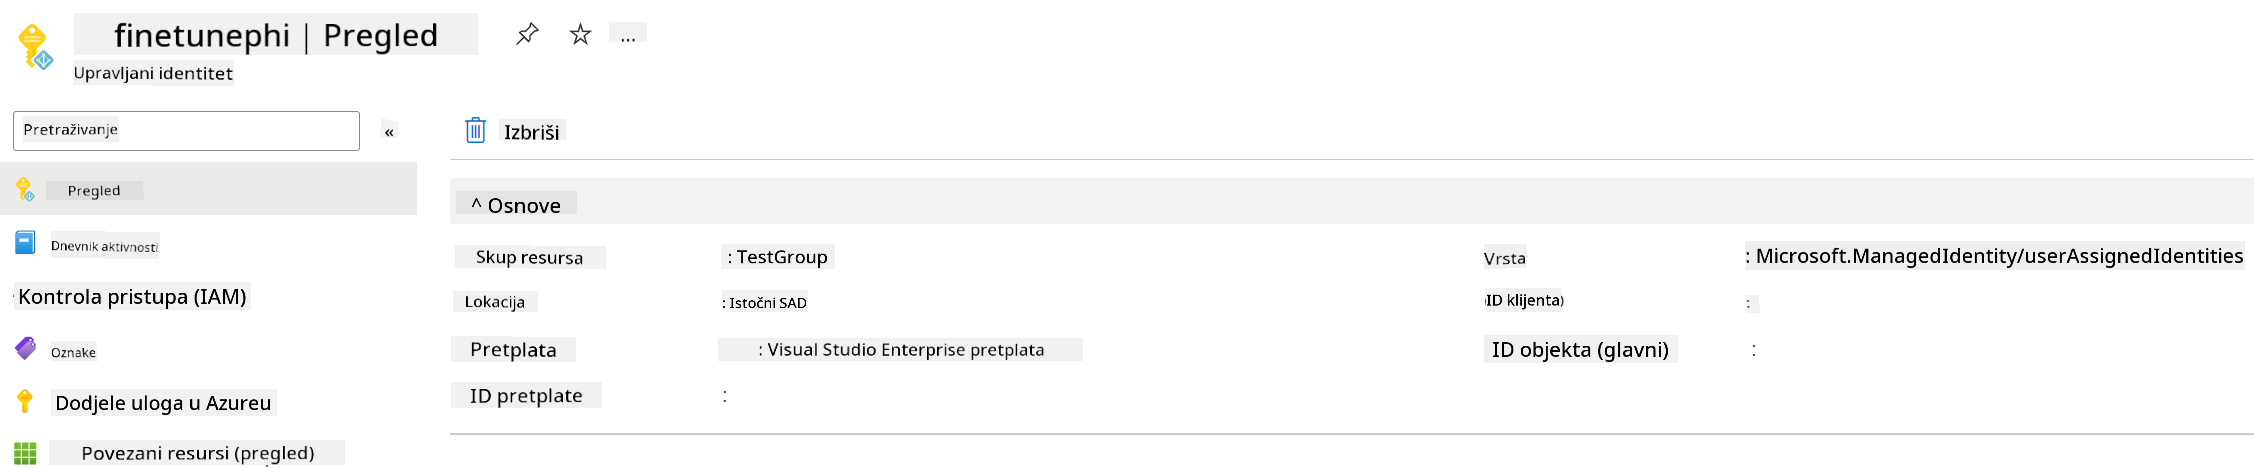 finetunephi | Pregled
...
Upravljani identitet
Pretraživanje
«
Izbriši
Pregled
^ Osnove
Dnevnik aktivnosti
Skup resursa : TestGroup
Vrsta : Microsoft.ManagedIdentity/userAssignedIdentities
Kontrola pristupa (IAM)
Lokacija : Istočni SAD
(ID klijenta) :
Oznake
Pretplata : Visual Studio Enterprise pretplata
ID objekta (glavni) :
Dodjele uloga u Azureu
ID pretplate :
Povezani resursi (pregled)